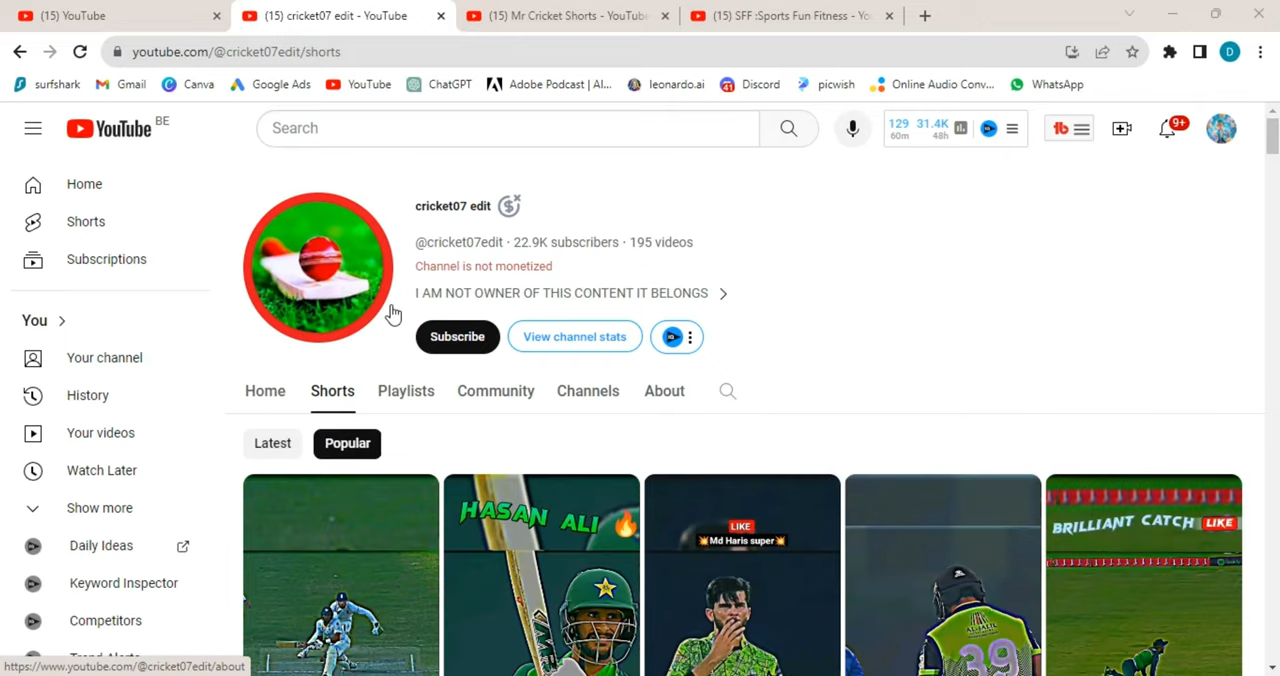 (15) YouTube
(15) cricket07 edit - YouTube
(15) Mr Cricket Shorts - YouTube
(15) SFF :Sports Fun Fitness - You
youtube.com/@cricket07edit/shorts
D
surfshark
Gmail
Canva
Google Ads
YouTube
ChatGPT
Adobe Podcast | Al...
leonardo.ai
Discord
picwish
Online Audio Conv...
WhatsApp
YouTube BE
Search
129 31.4K
60m 48h
9+
Home
Shorts
Subscriptions
You
Your channel
History
Your videos
Watch Later
Show more
Daily Ideas
Keyword Inspector
Competitors
https://www.youtube.com/@cricket07edit/about
cricket07 edit
@cricket07edit · 22.9K subscribers · 195 videos
Channel is not monetized
I AM NOT OWNER OF THIS CONTENT IT BELONGS
Subscribe
View channel stats
Home Shorts Playlists Community Channels About
Latest Popular
HASAN ALI
LIKE
Md Haris super
39
BRILLIANT CATCH LIKE